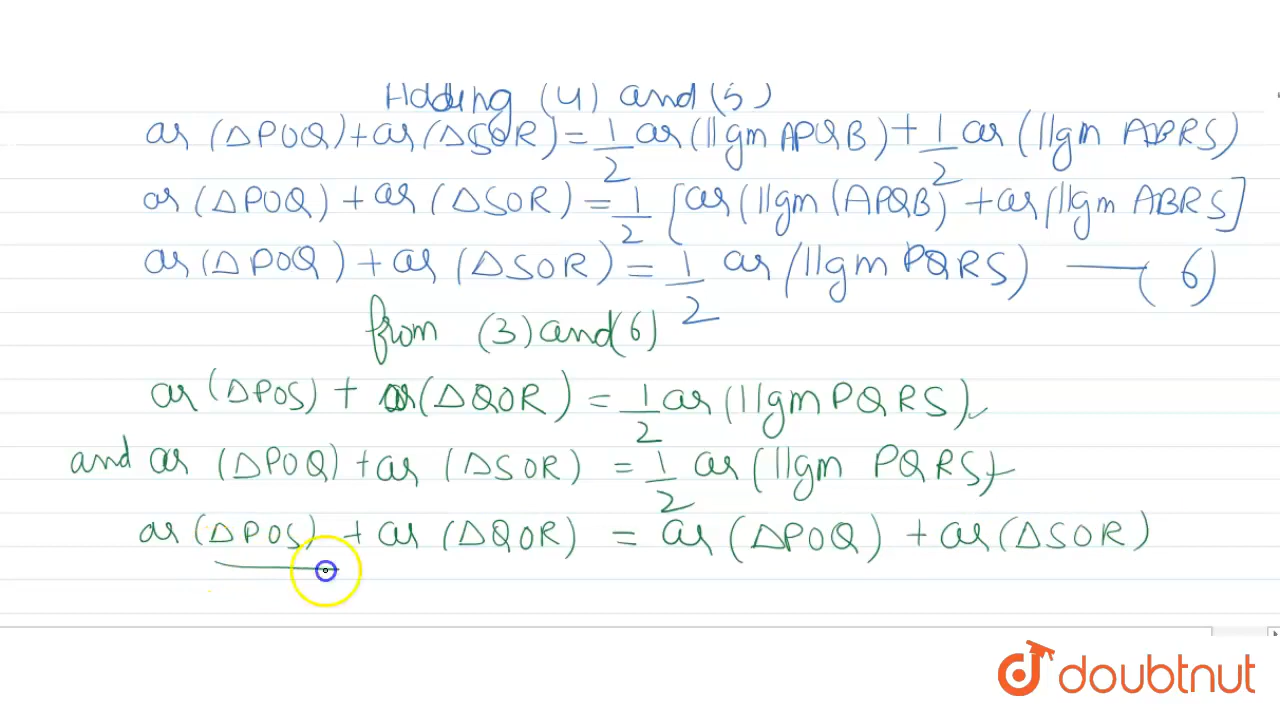 Adding (4) and (5)
ar (△POQ) + ar (△SOR) = 1/2 ar (||gm APQB) + 1/2 ar (||gm ABRS)
ar (△POQ) + ar (△SOR) = 1/2 [ar (||gm (APQB) + ar (||gm ABRS]
ar (△POQ) + ar (△SOR) = 1/2 ar (||gm PQRS) — (6)
from (3) and (6)
ar (△POS) + ar (△QOR) = 1/2 ar (||gm PQRS)
and ar (△POQ) + ar (△SOR) = 1/2 ar (||gm PQRS)
ar (△POS) + ar (△QOR) = ar (△POQ) + ar (△SOR)
doubtnut